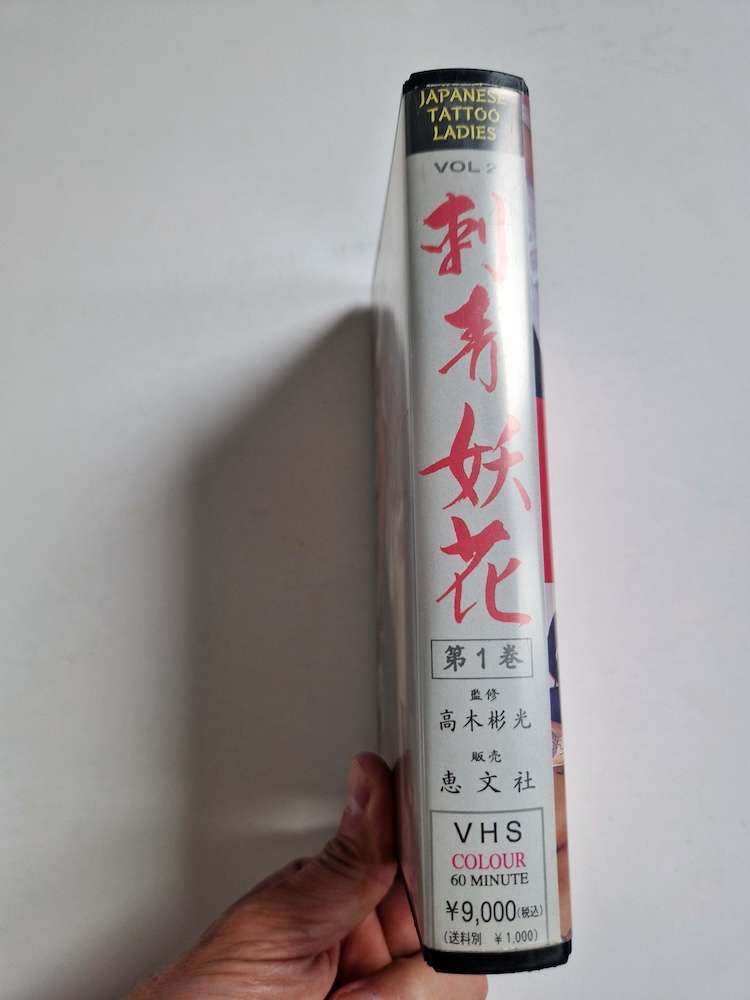 JAPANESE
TATTOO
LADIES
VOL 2
刺青妖花
第1巻
監修
高木彬光
販売
恵文社
VHS
COLOUR
60 MINUTE
￥9,000(税込)
(送料別 ￥1,000)